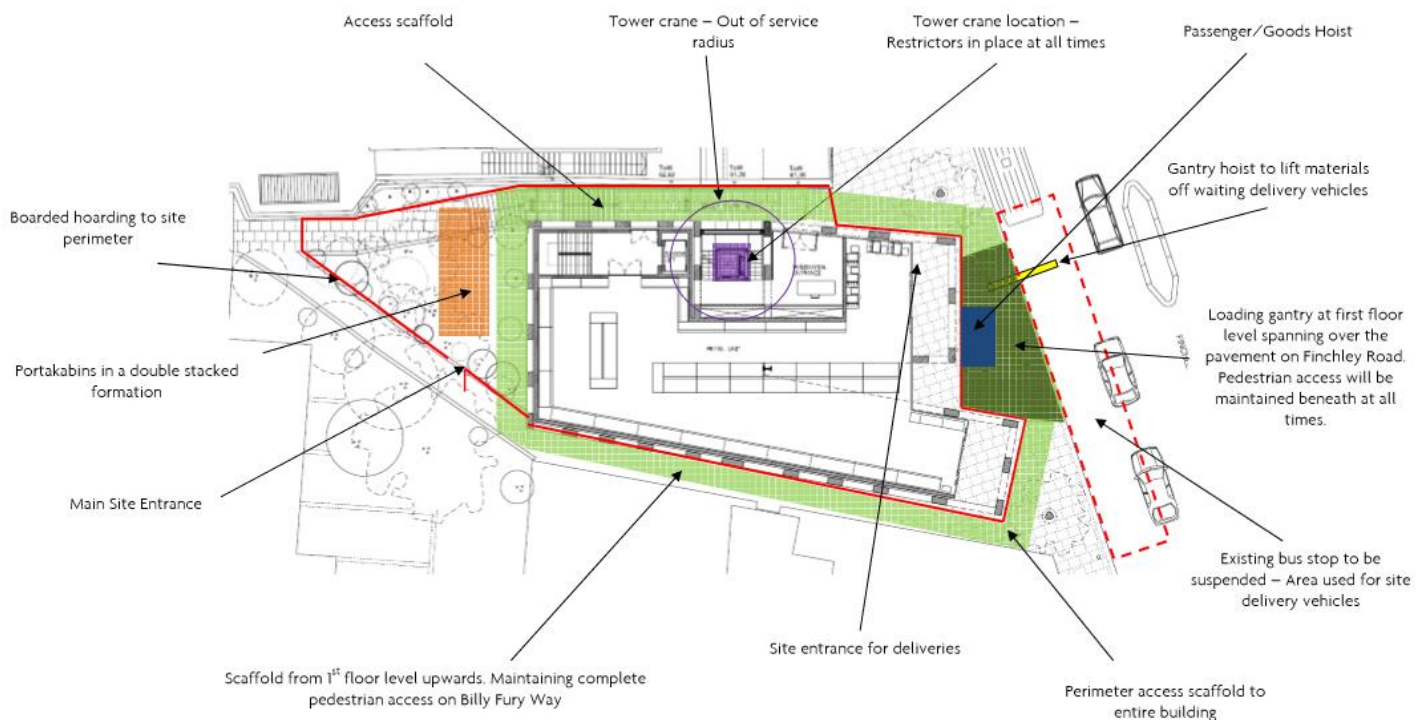 Access scaffold
Tower crane – Out of service
radius
Tower crane location –
Restrictors in place at all times
Passenger/Goods Hoist
Gantry hoist to lift materials
off waiting delivery vehicles
Boarded hoarding to site
perimeter
Loading gantry at first floor
level spanning over the
pavement on Finchley Road.
Pedestrian access will be
maintained beneath at all
times.
Portakabins in a double stacked
formation
Main Site Entrance
Existing bus stop to be
suspended – Area used for site
delivery vehicles
Site entrance for deliveries
Scaffold from 1st floor level upwards. Maintaining complete
pedestrian access on Billy Fury Way
Perimeter access scaffold to
entire building